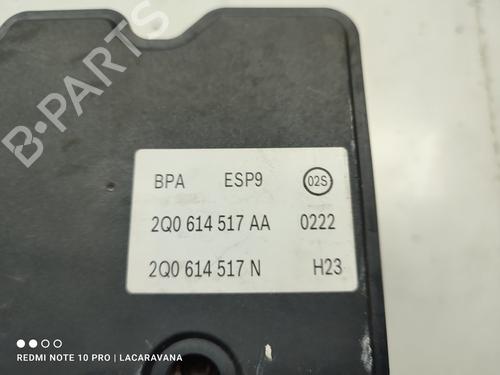 B-PARTS
BPA ESP9 02S
2Q0 614 517 AA 0222
2Q0 614 517 N H23
REDMI NOTE 10 PRO | LACARAVANA